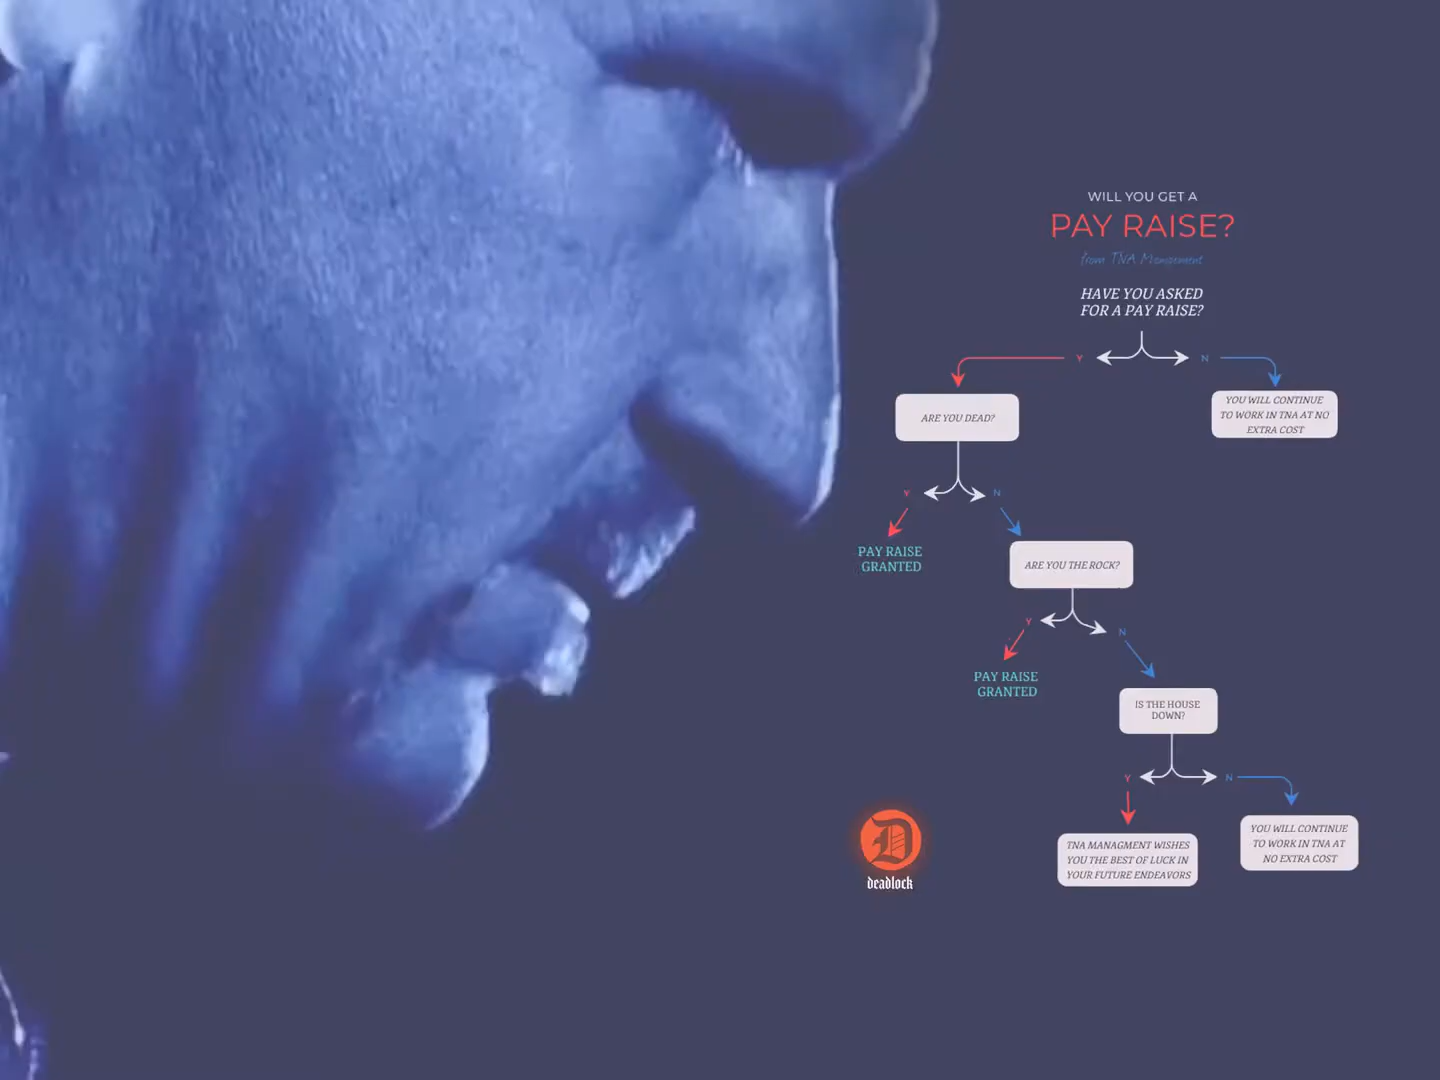 WILL YOU GET A
PAY RAISE?
from TNA Management
HAVE YOU ASKED
FOR A PAY RAISE?
Y
N
ARE YOU DEAD?
YOU WILL CONTINUE
TO WORK IN TNA AT NO
EXTRA COST
Y
N
PAY RAISE
GRANTED
ARE YOU THE ROCK?
Y
N
PAY RAISE
GRANTED
IS THE HOUSE
DOWN?
Y
N
TNA MANAGMENT WISHES
YOU THE BEST OF LUCK IN
YOUR FUTURE ENDEAVORS
YOU WILL CONTINUE
TO WORK IN TNA AT
NO EXTRA COST
D
deadlock